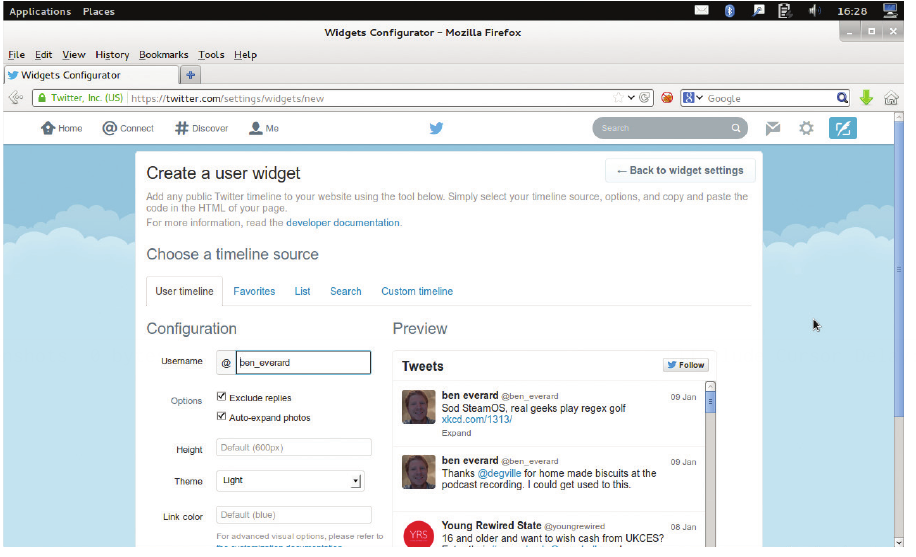 Applications Places 16:28
Widgets Configurator - Mozilla Firefox
File Edit View History Bookmarks Tools Help
Widgets Configurator
Twitter, Inc. (US) https://twitter.com/settings/widgets/new Google
Home Connect Discover Me Search
Create a user widget
← Back to widget settings
Add any public Twitter timeline to your website using the tool below. Simply select your timeline source, options, and copy and paste the
code in the HTML of your page.
For more information, read the developer documentation.
Choose a timeline source
User timeline Favorites List Search Custom timeline
Configuration
Username @ ben_everard
Options Exclude replies
Auto-expand photos
Height Default (600px)
Theme Light
Link color Default (blue)
For advanced visual options, please refer to
Preview
Tweets Follow
ben everard @ben_everard 09 Jan
Sod SteamOS, real geeks play regex golf
xkcd.com/1313/
Expand
ben everard @ben_everard 09 Jan
Thanks @degville for home made biscuits at the
podcast recording. I could get used to this.
YRS
Young Rewired State @youngrewired 08 Jan
16 and older and want to wish cash from UKCES?